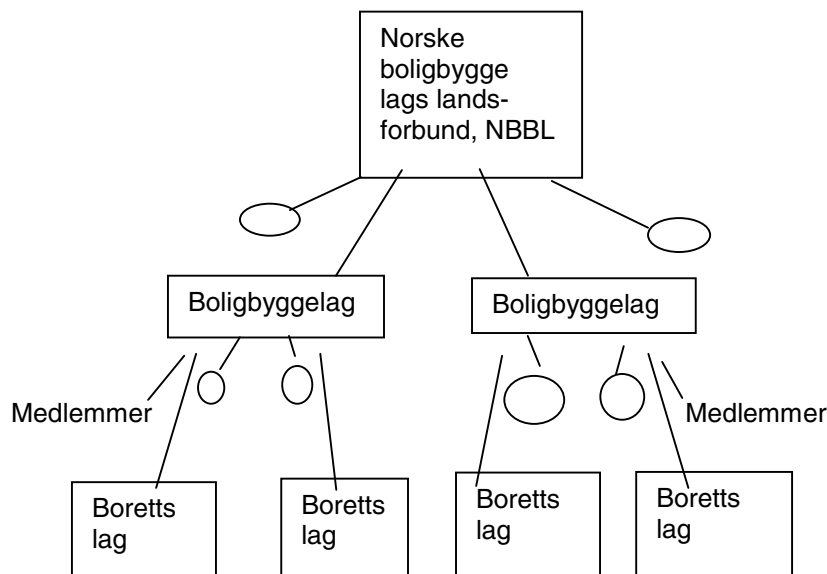 Norske
boligbygge
lags lands-
forbund, NBBL
Boligbyggelag
Boligbyggelag
Medlemmer
Medlemmer
Boretts
lag
Boretts
lag
Boretts
lag
Boretts
lag